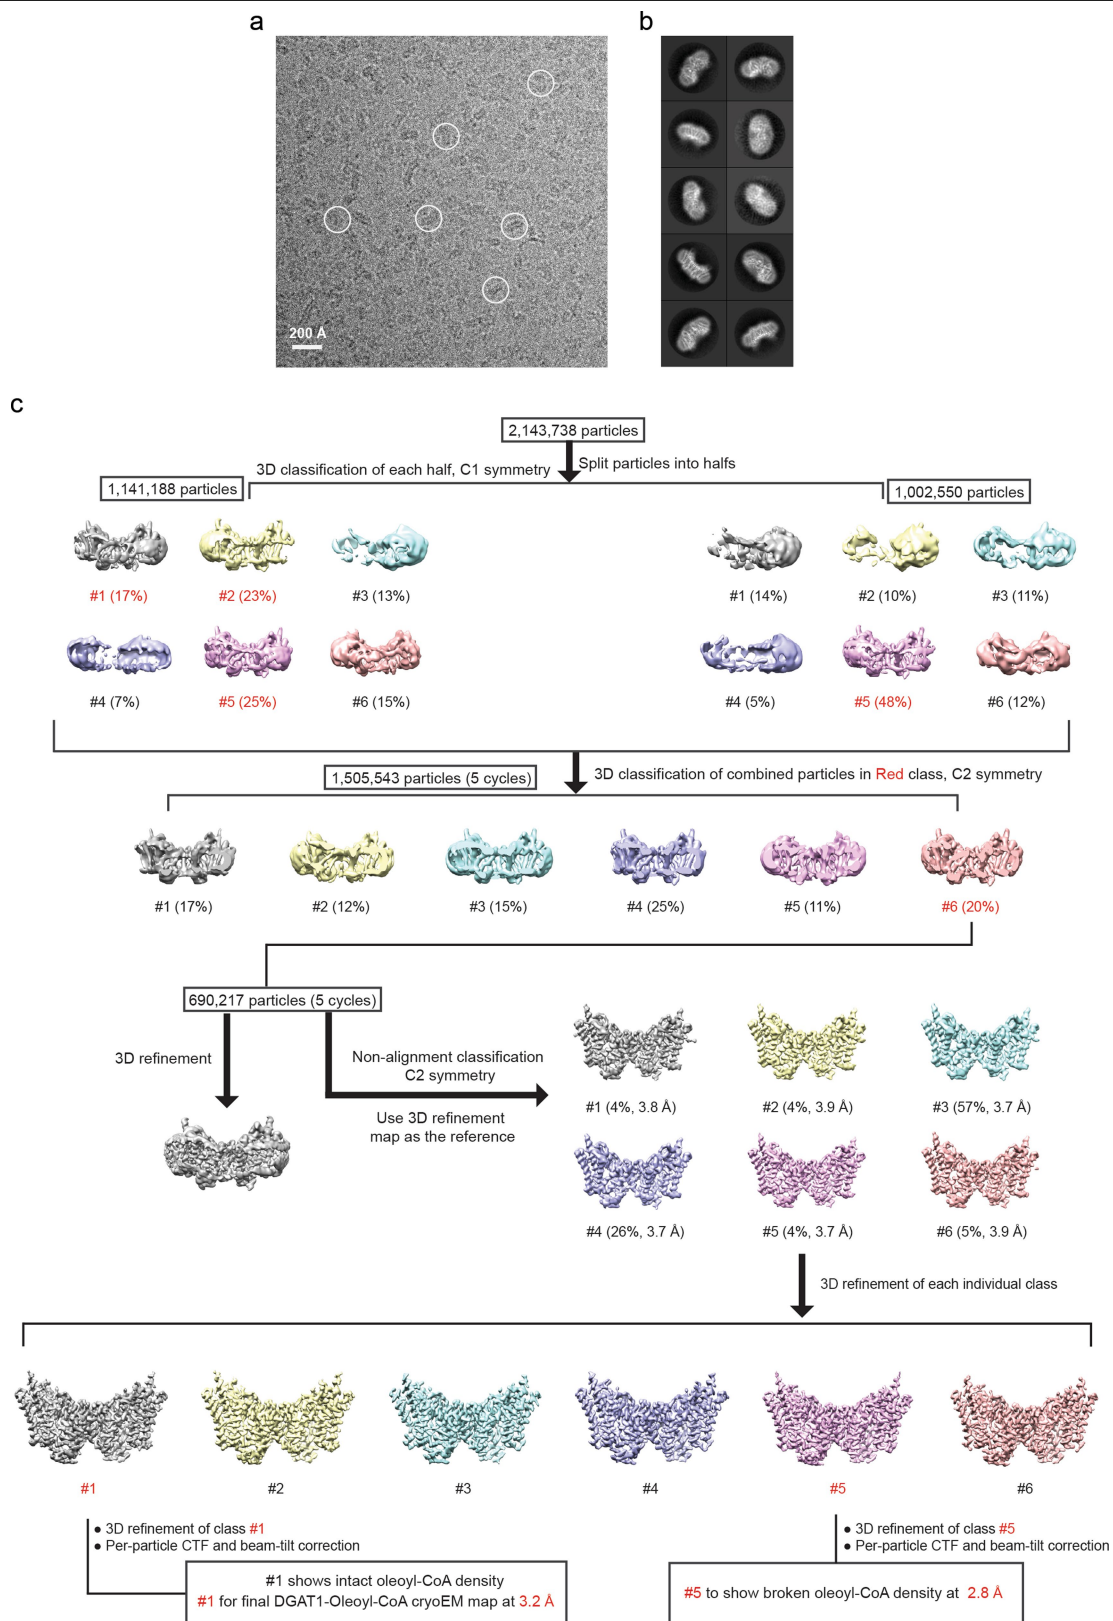 a
b
200 Å
c
2,143,738 particles
3D classification of each half, C1 symmetry
Split particles into halfs
1,141,188 particles
1,002,550 particles
#1 (17%)
#2 (23%)
#3 (13%)
#1 (14%)
#2 (10%)
#3 (11%)
#4 (7%)
#5 (25%)
#6 (15%)
#4 (5%)
#5 (48%)
#6 (12%)
1,505,543 particles (5 cycles)
3D classification of combined particles in Red class, C2 symmetry
#1 (17%)
#2 (12%)
#3 (15%)
#4 (25%)
#5 (11%)
#6 (20%)
690,217 particles (5 cycles)
3D refinement
Non-alignment classification
C2 symmetry
Use 3D refinement
map as the reference
#1 (4%, 3.8 Å)
#2 (4%, 3.9 Å)
#3 (57%, 3.7 Å)
#4 (26%, 3.7 Å)
#5 (4%, 3.7 Å)
#6 (5%, 3.9 Å)
3D refinement of each individual class
#1
#2
#3
#4
#5
#6
● 3D refinement of class #1
● Per-particle CTF and beam-tilt correction
● 3D refinement of class #5
● Per-particle CTF and beam-tilt correction
#1 shows intact oleoyl-CoA density
#1 for final DGAT1-Oleoyl-CoA cryoEM map at 3.2 Å
#5 to show broken oleoyl-CoA density at 2.8 Å